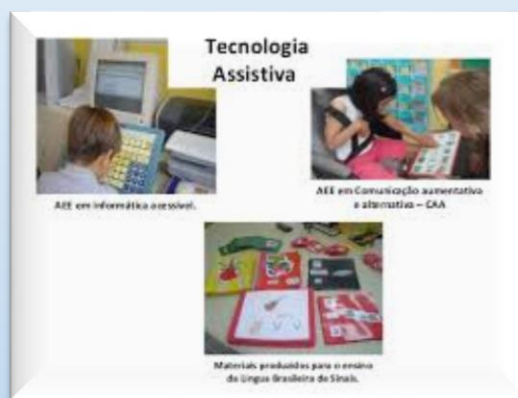 Tecnologia
Assistiva
AEE em informática acessível.
AEE em Comunicação aumentativa
e alternativa – CAA
Materiais produzidos para o ensino
da Língua Brasileira de Sinais.